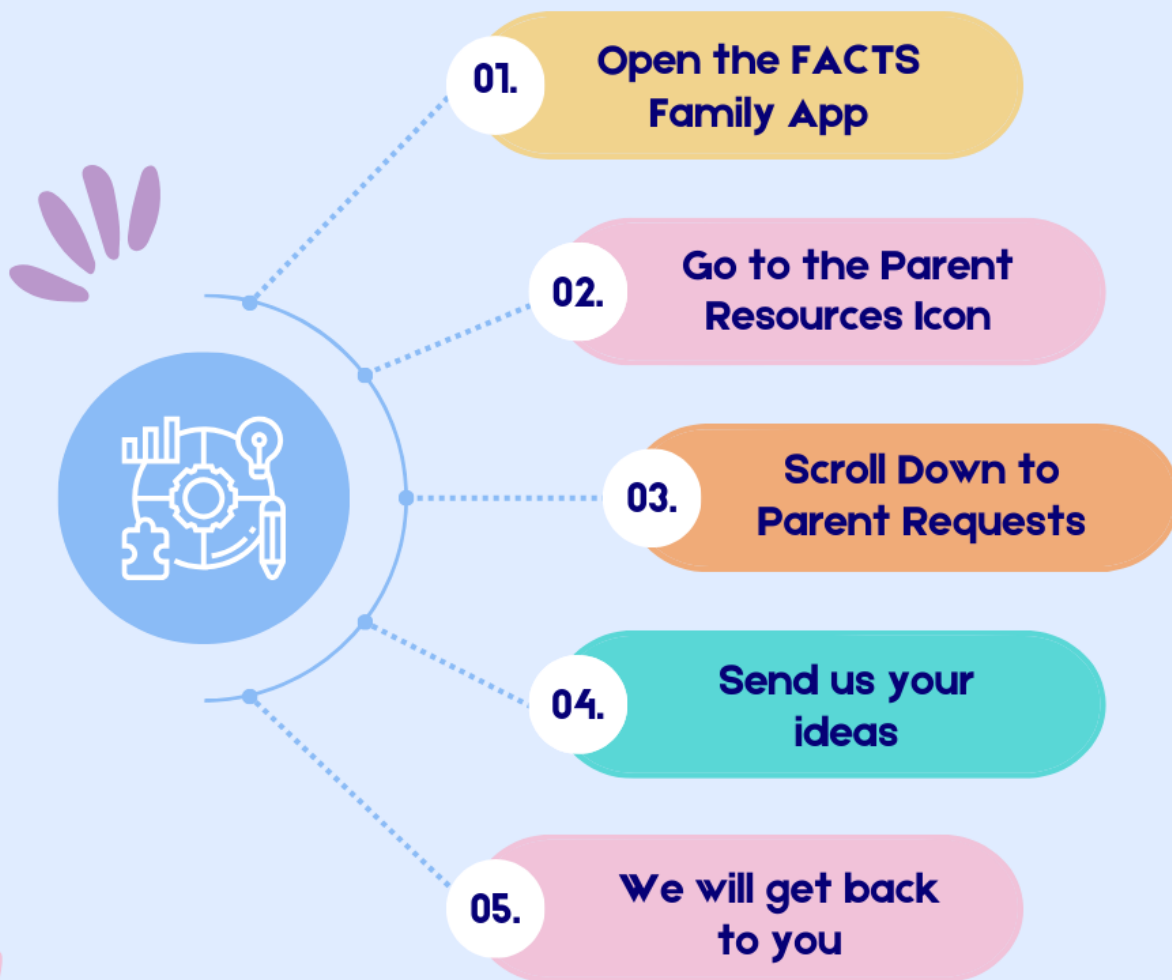 01.
Open the FACTS
Family App
02.
Go to the Parent
Resources Icon
03.
Scroll Down to
Parent Requests
04.
Send us your
ideas
05.
We will get back
to you